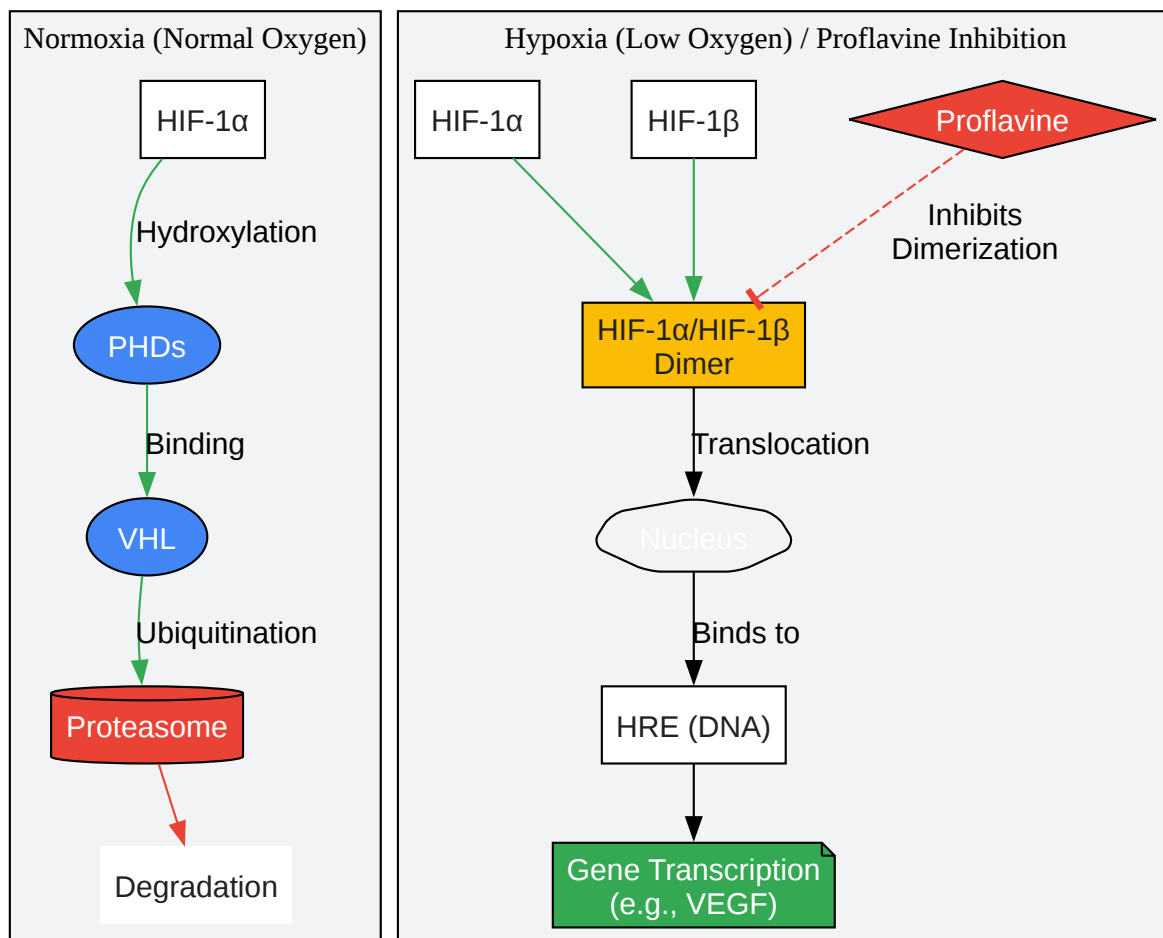 Normoxia (Normal Oxygen)
HIF-1α
Hydroxylation
PHDs
Binding
VHL
Ubiquitination
Proteasome
Degradation
Hypoxia (Low Oxygen) / Proflavine Inhibition
HIF-1α
HIF-1β
Proflavine
Inhibits
Dimerization
HIF-1α/HIF-1β
Dimer
Translocation
Nucleus
Binds to
HRE (DNA)
Gene Transcription
(e.g., VEGF)